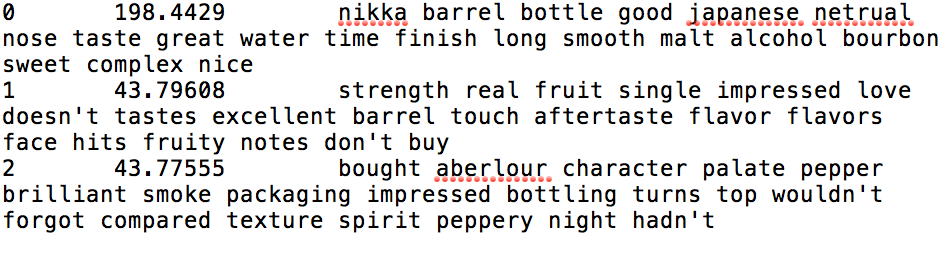 0 198.4429 nikka barrel bottle good japanese netrual
nose taste great water time finish long smooth malt alcohol bourbon
sweet complex nice
1 43.79608 strength real fruit single impressed love
doesn't tastes excellent barrel touch aftertaste flavor flavors
face hits fruity notes don't buy
2 43.77555 bought aberlour character palate pepper
brilliant smoke packaging impressed bottling turns top wouldn't
forgot compared texture spirit peppery night hadn't